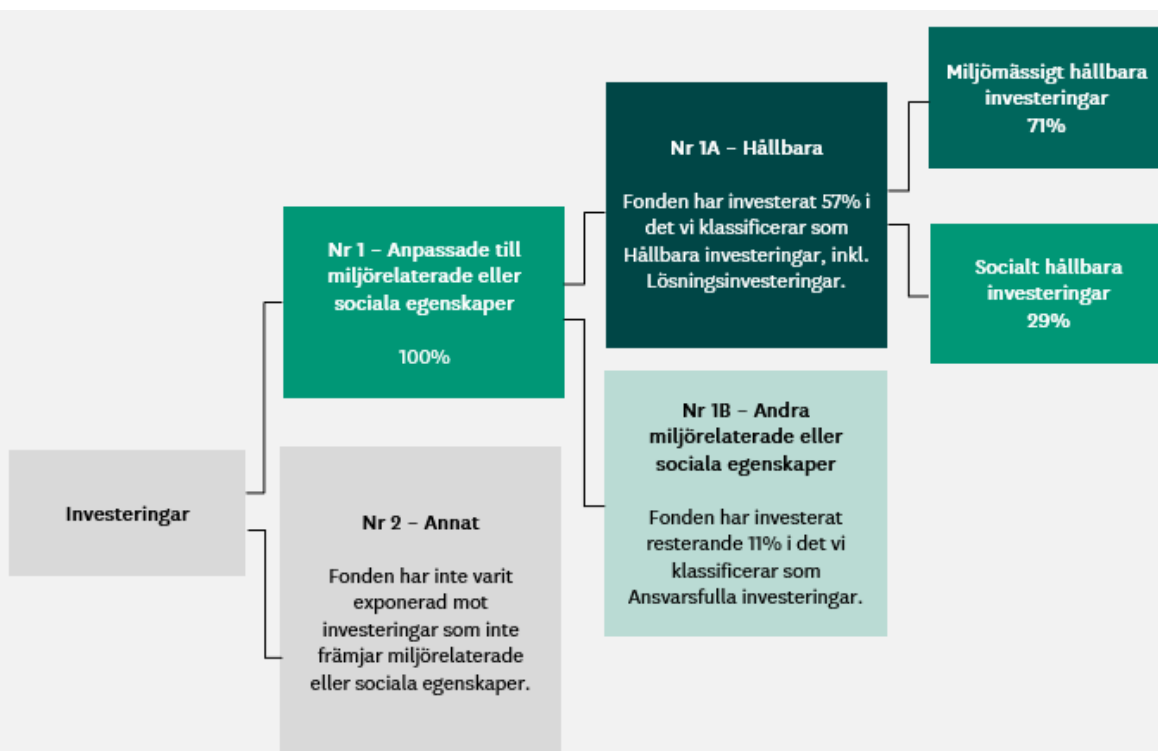 Investeringar
Nr 1 – Anpassade till
miljörelaterade eller
sociala egenskaper
100%
Nr 2 – Annat
Fonden har inte varit
exponerad mot
investeringar som inte
främjar miljörelaterade
eller sociala egenskaper.
Nr 1A – Hållbara
Fonden har investerat 57% i
det vi klassificerar som
Hållbara investeringar, inkl.
Lösningsinvesteringar.
Nr 1B – Andra
miljörelaterade eller
sociala egenskaper
Fonden har investerat
resterande 11% i det vi
klassificerar som
Ansvarsfulla investeringar.
Miljömässigt hållbara
investeringar
71%
Socialt hållbara
investeringar
29%